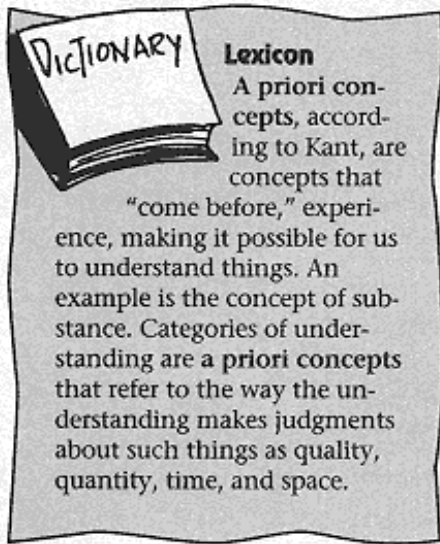 DICTIONARY
Lexicon
A priori con-
cepts, accord-
ing to Kant, are
concepts that
"come before," experi-
ence, making it possible for us
to understand things. An
example is the concept of sub-
stance. Categories of under-
standing are a priori concepts
that refer to the way the un-
derstanding makes judgments
about such things as quality,
quantity, time, and space.